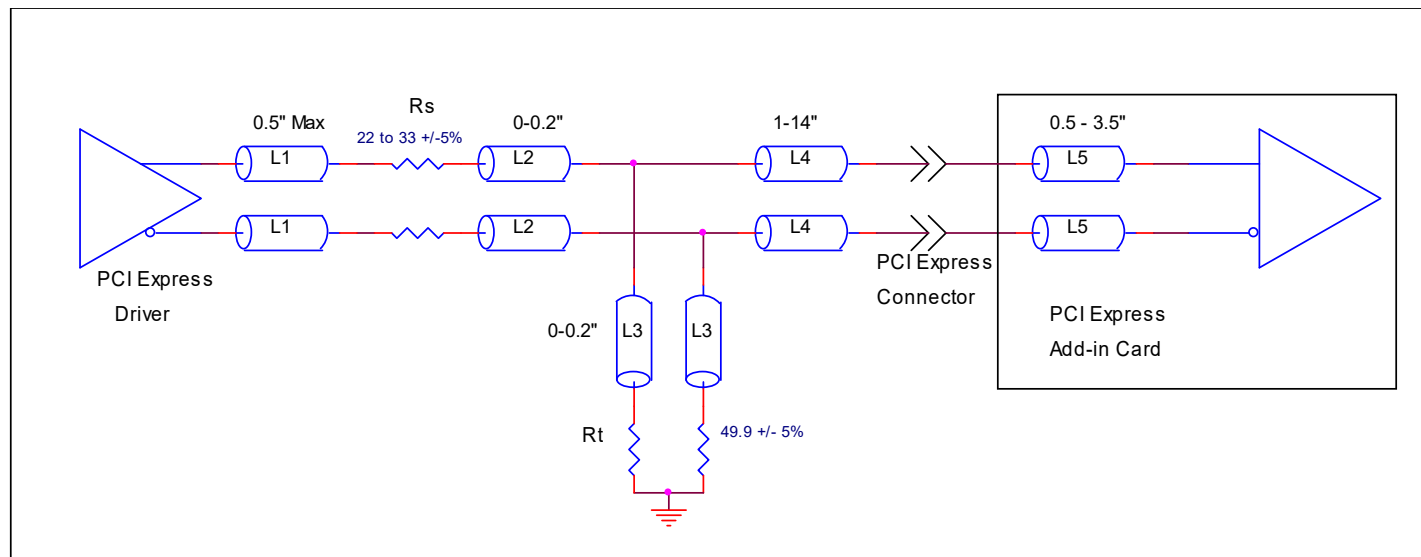 Rs
0.5" Max
22 to 33 +/-5%
0-0.2"
1-14"
0.5 - 3.5"
L1
L2
L4
L5
L1
L2
L4
L5
PCI Express
Driver
PCI Express
Connector
0-0.2"
L3
L3
PCI Express
Add-in Card
Rt
49.9 +/- 5%